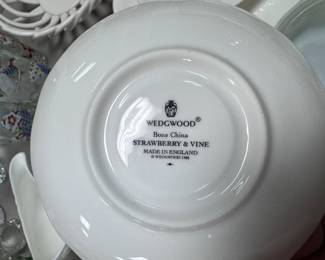 WEDGWOOD®
Bone China
STRAWBERRY & VINE
MADE IN ENGLAND
© WEDGWOOD 1986